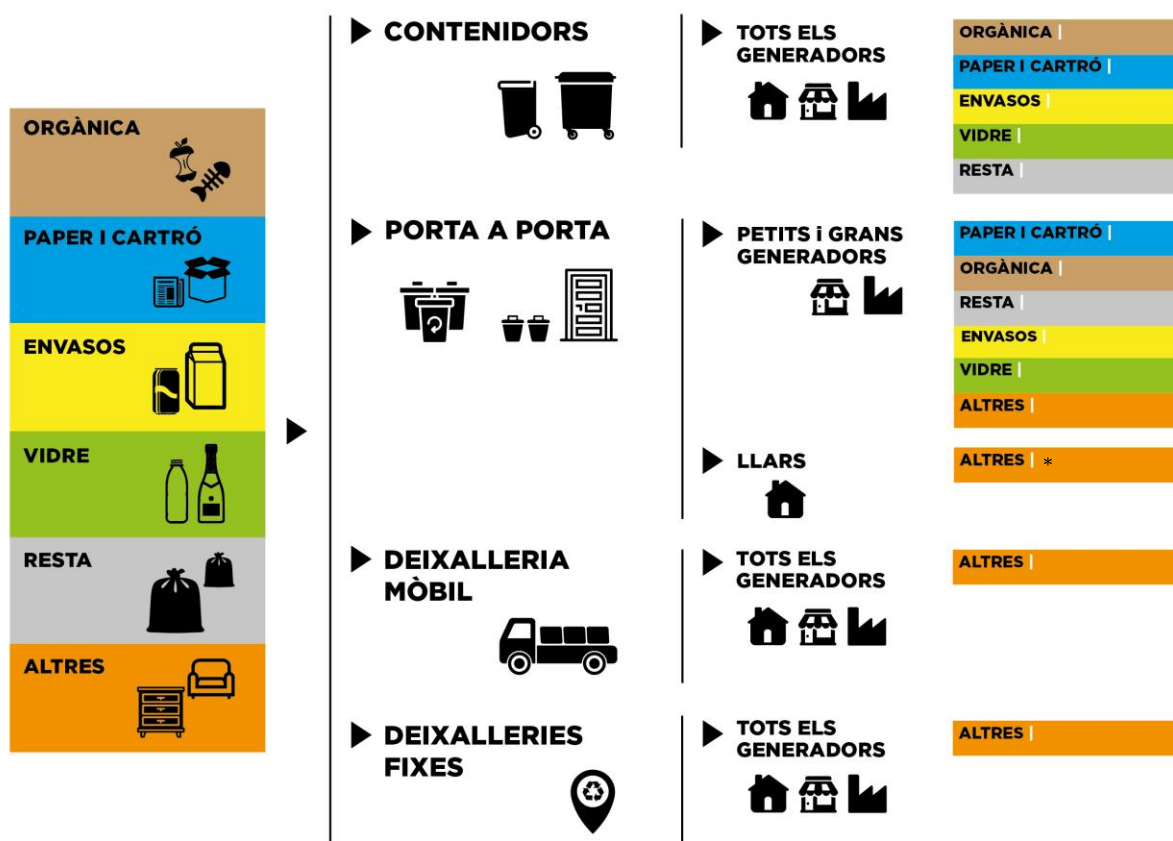 ORGÀNICA
PAPER I CARTRÓ
ENVASOS
VIDRE
RESTA
ALTRES
CONTENIDORS
TOTS ELS
GENERADORS
ORGÀNICA |
PAPER I CARTRÓ |
ENVASOS |
VIDRE |
RESTA |
PORTA A PORTA
PETITS i GRANS
GENERADORS
PAPER I CARTRÓ |
ORGÀNICA |
RESTA |
ENVASOS |
VIDRE |
ALTRES |
LLARS
ALTRES | *
DEIXALLERIA
MÒBIL
TOTS ELS
GENERADORS
ALTRES |
DEIXALLERIES
FIXES
TOTS ELS
GENERADORS
ALTRES |